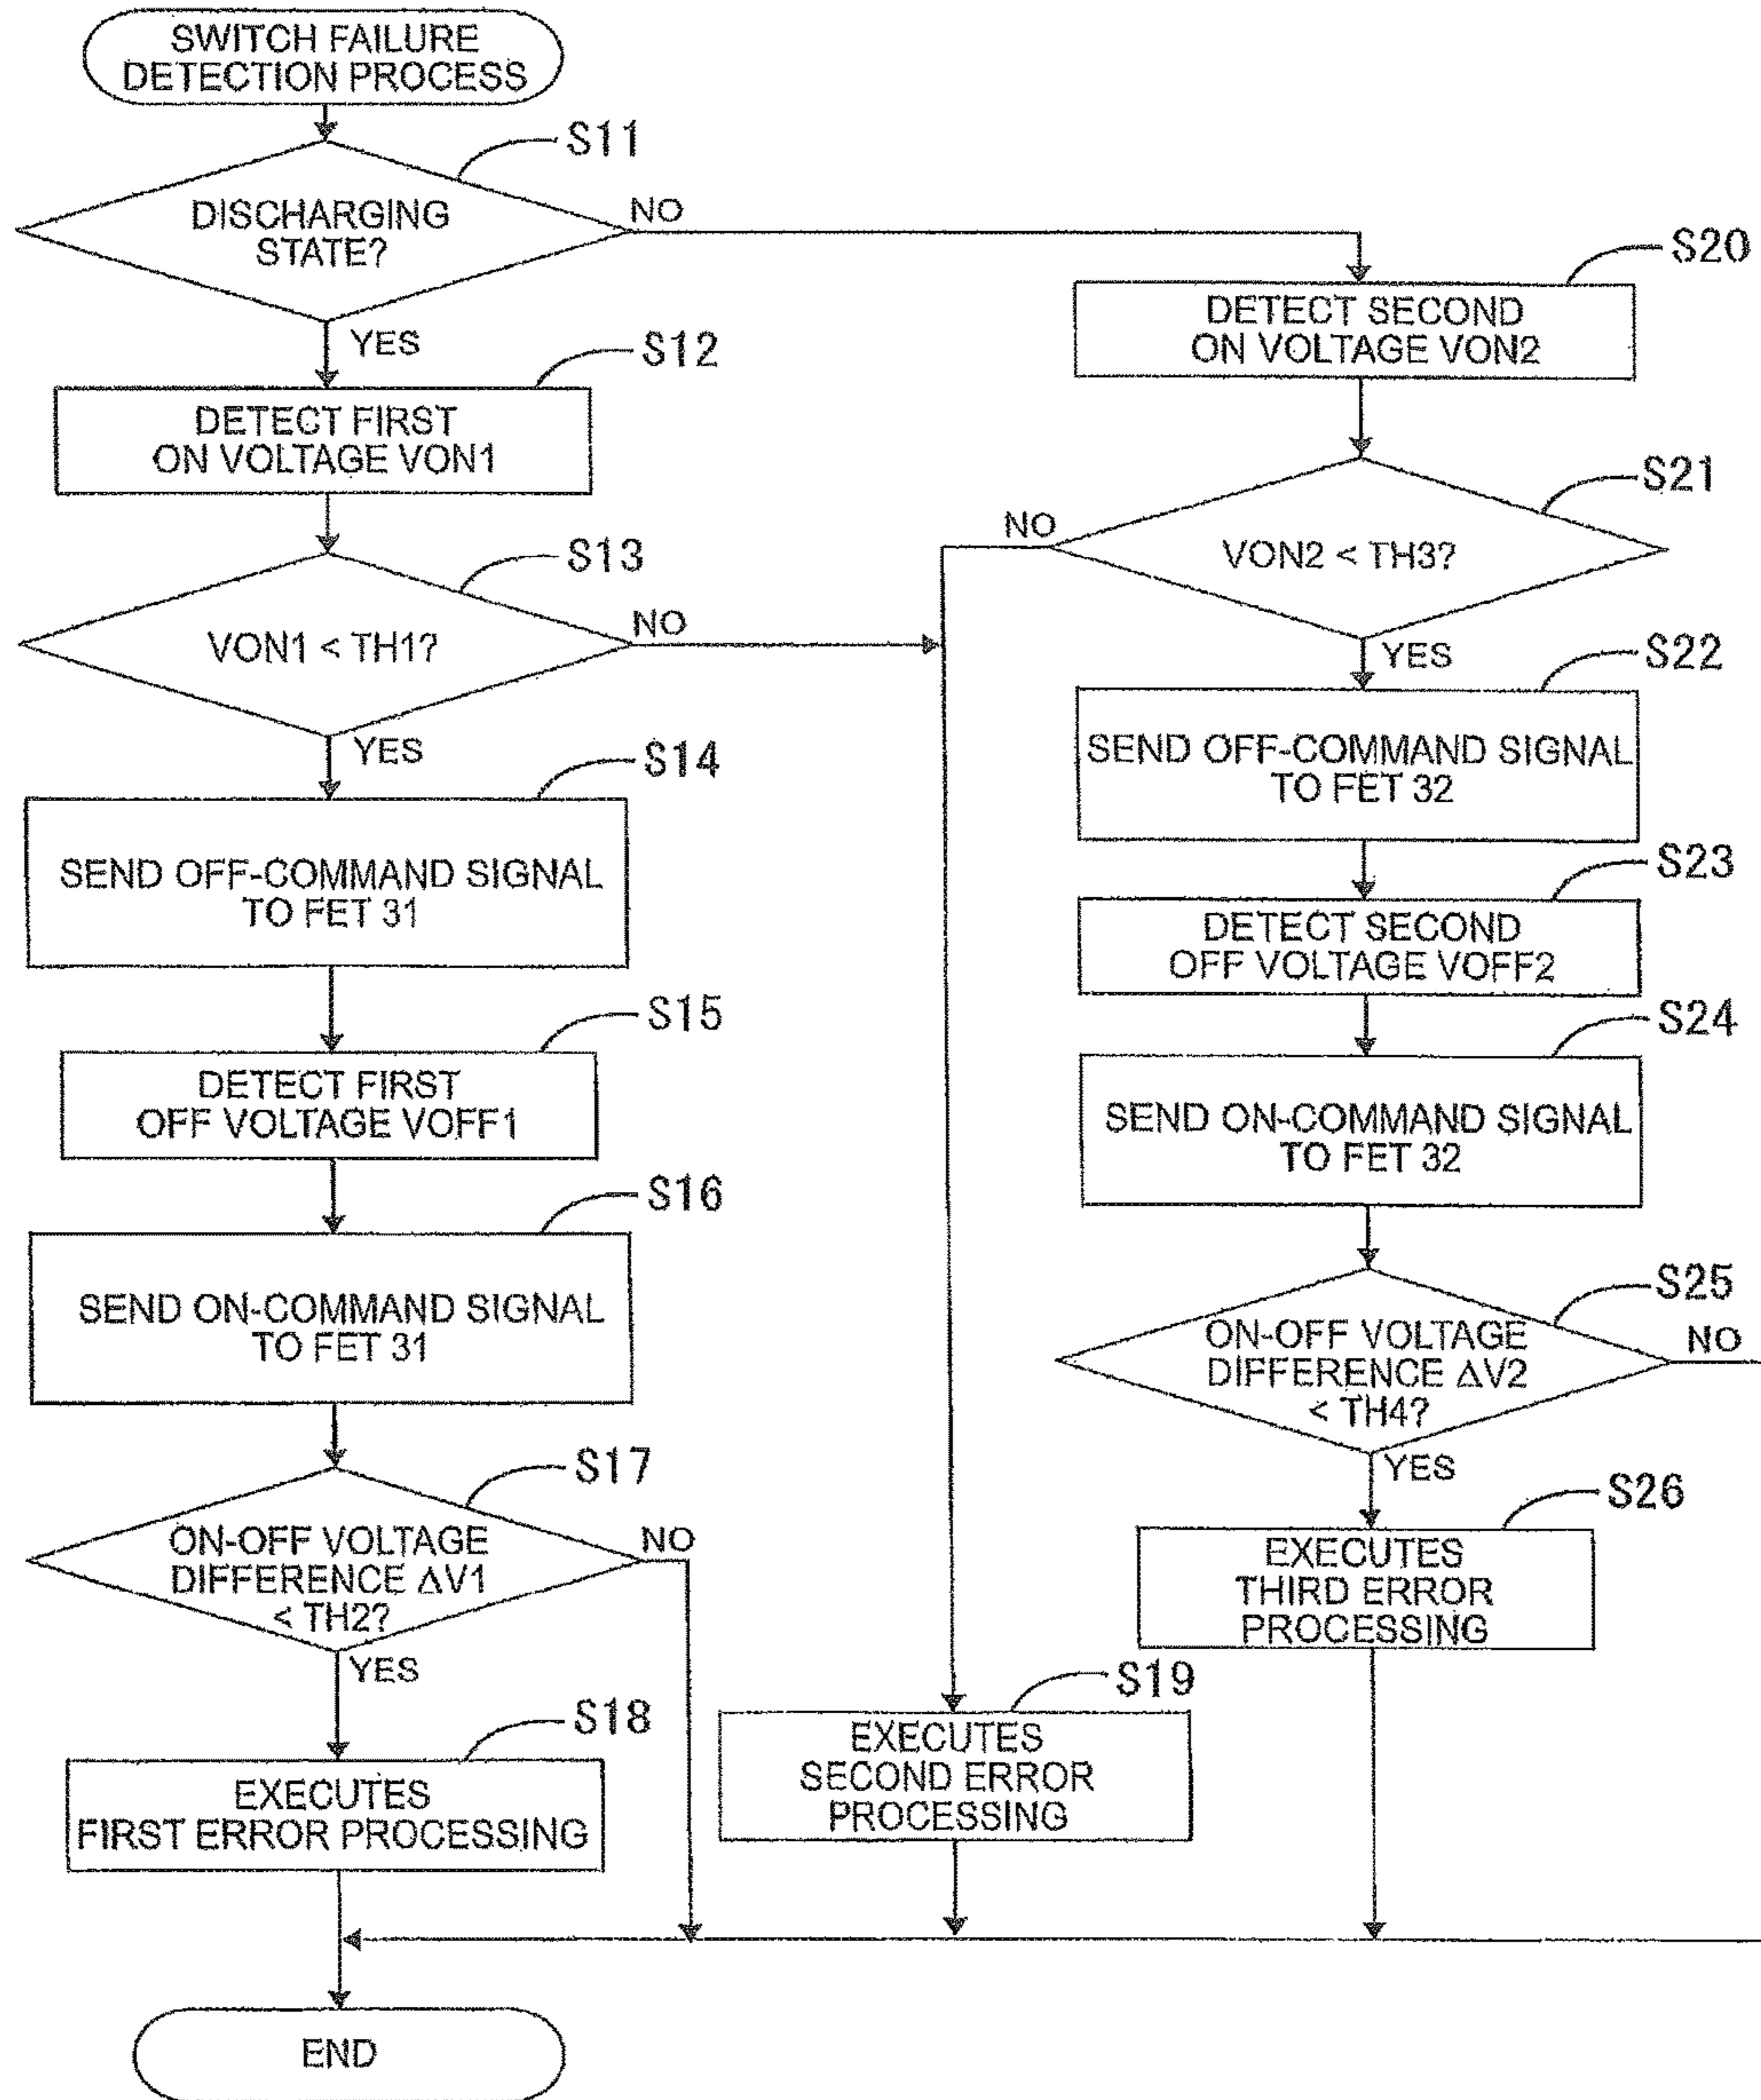 SWITCH FAILURE
DETECTION PROCESS
S11
DISCHARGING
STATE?
NO
YES
S12
DETECT FIRST
ON VOLTAGE VON1
S13
VON1 < TH1?
NO
YES
S14
SEND OFF-COMMAND SIGNAL
TO FET 31
S15
DETECT FIRST
OFF VOLTAGE VOFF1
S16
SEND ON-COMMAND SIGNAL
TO FET 31
S17
ON-OFF VOLTAGE
DIFFERENCE ΔV1
< TH2?
NO
YES
S18
EXECUTES
FIRST ERROR PROCESSING
S19
EXECUTES
SECOND ERROR
PROCESSING
S20
DETECT SECOND
ON VOLTAGE VON2
S21
NO
VON2 < TH3?
YES
S22
SEND OFF-COMMAND SIGNAL
TO FET 32
S23
DETECT SECOND
OFF VOLTAGE VOFF2
S24
SEND ON-COMMAND SIGNAL
TO FET 32
S25
ON-OFF VOLTAGE
DIFFERENCE ΔV2
< TH4?
NO
YES
S26
EXECUTES
THIRD ERROR
PROCESSING
END